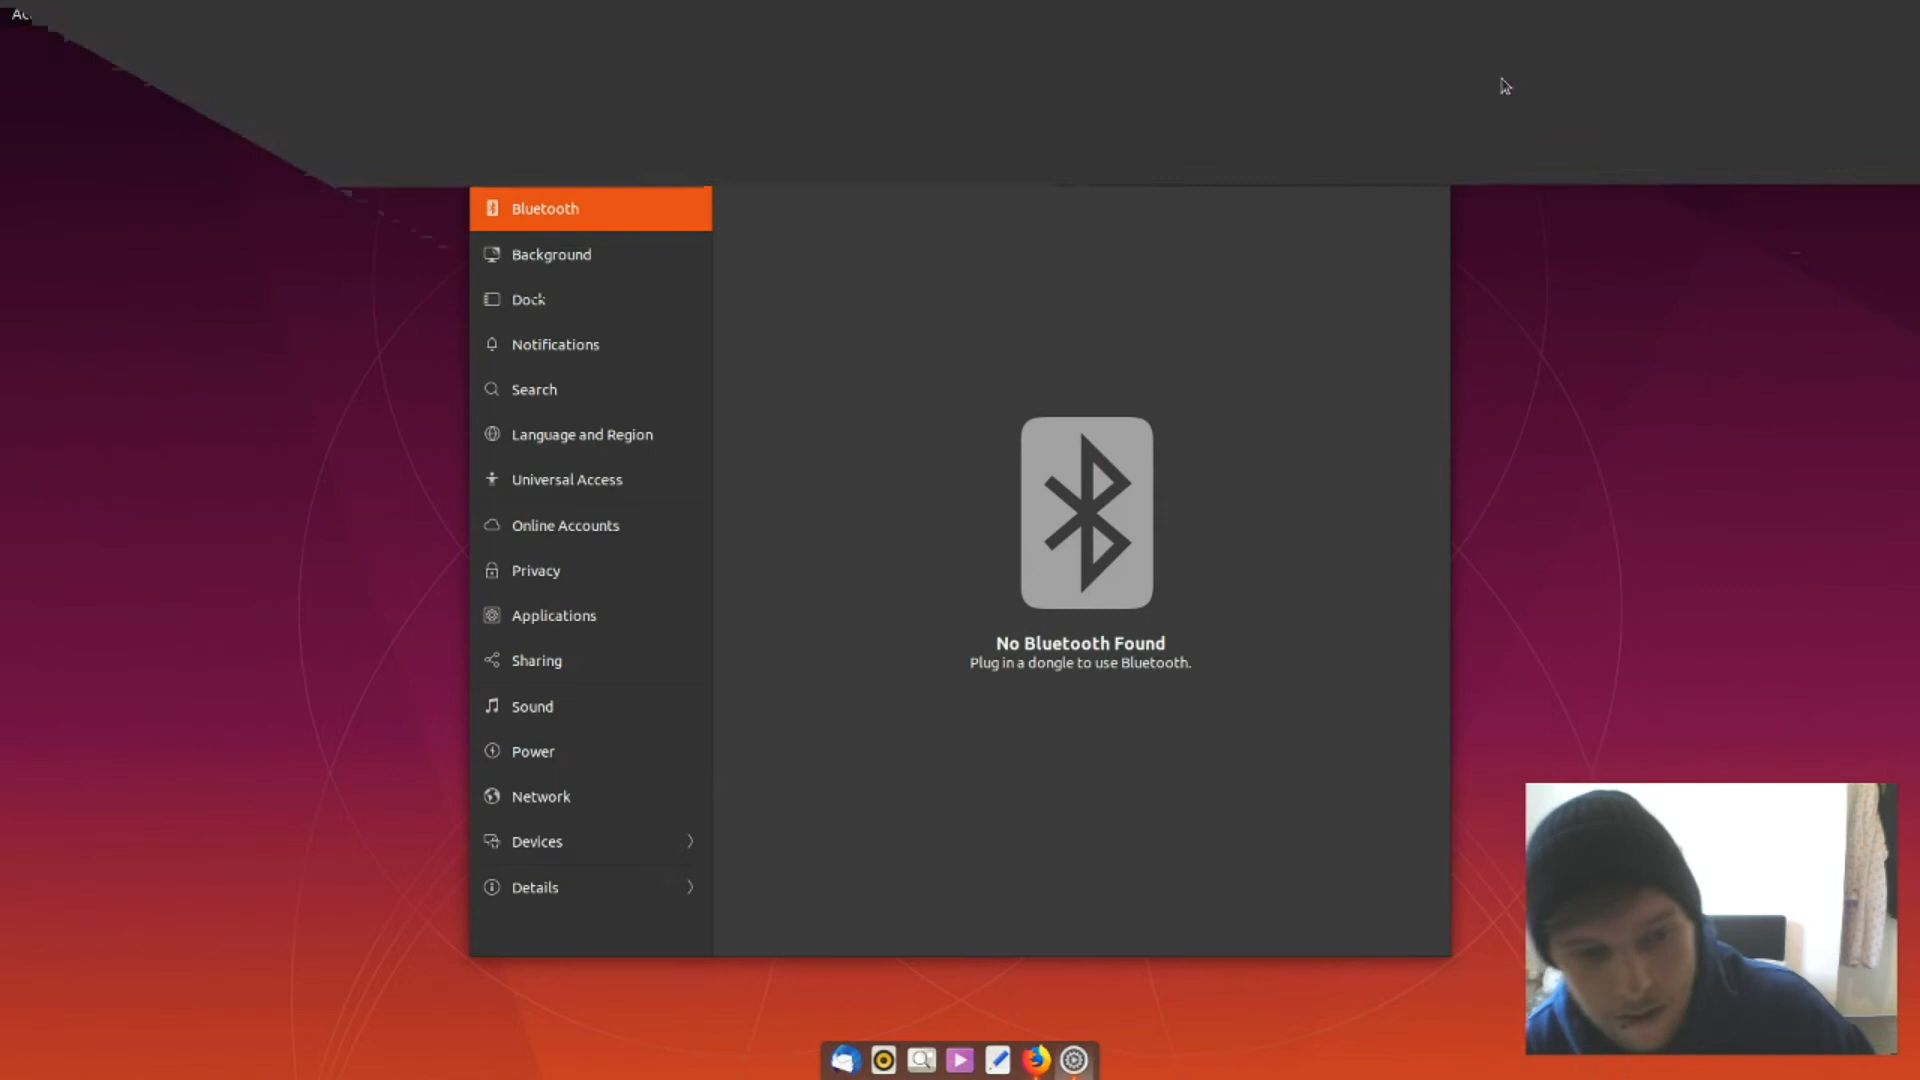 Bluetooth
Background
Dock
Notifications
Search
Language and Region
Universal Access
Online Accounts
Privacy
Applications
Sharing
Sound
Power
Network
Devices
Details
No Bluetooth Found
Plug in a dongle to use Bluetooth.